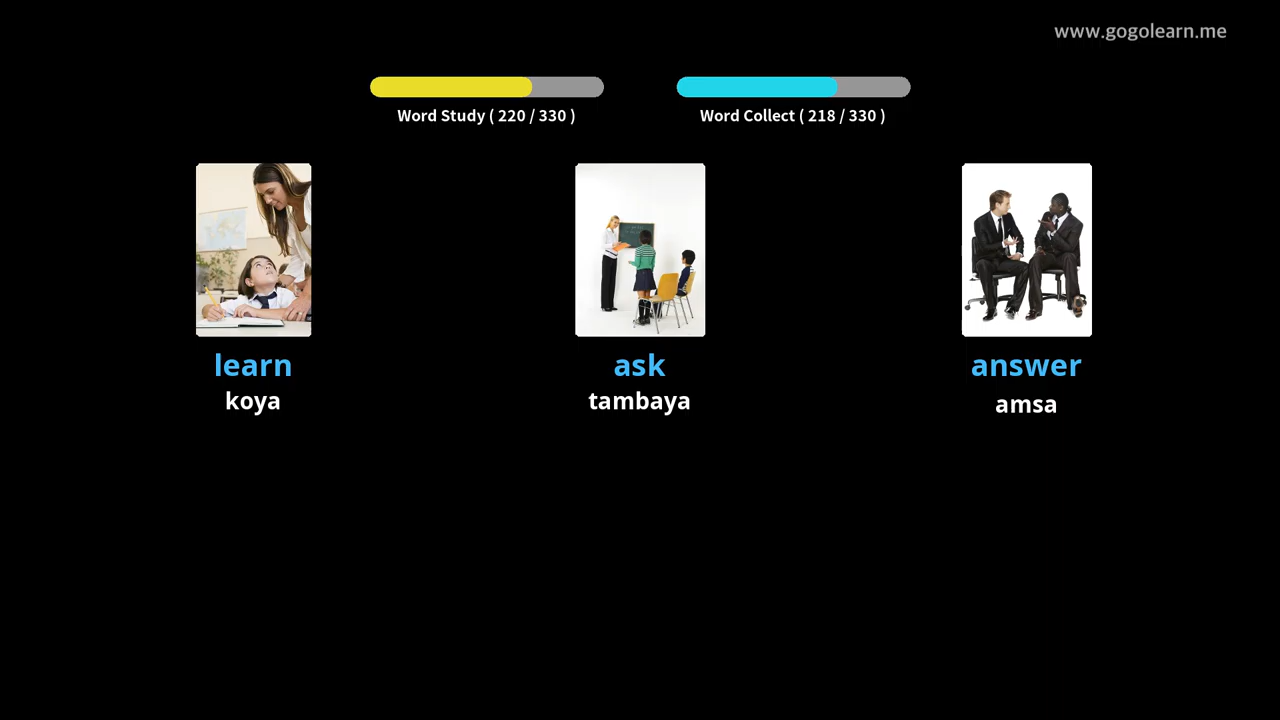 www.gogolearn.me
Word Study ( 220 / 330 )
Word Collect ( 218 / 330 )
learn
koya
ask
tambaya
answer
amsa